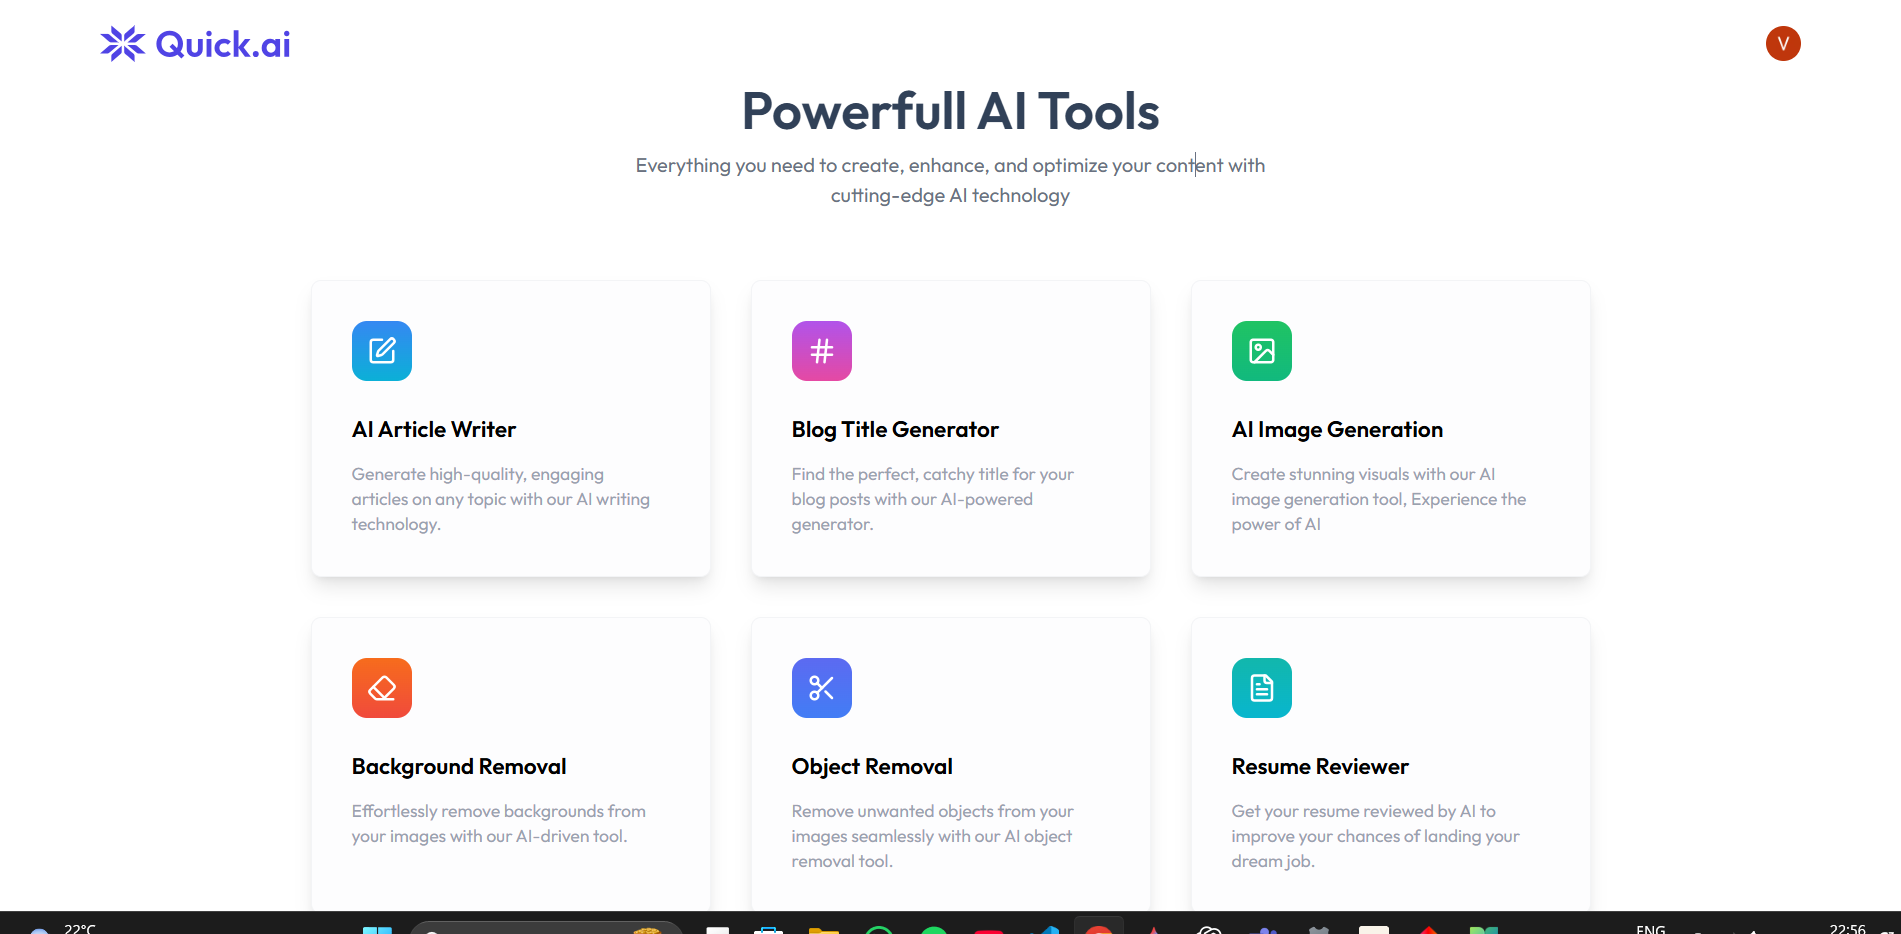 Quick.ai
V
Powerfull AI Tools
Everything you need to create, enhance, and optimize your content with
cutting-edge AI technology
AI Article Writer
Generate high-quality, engaging
articles on any topic with our AI writing
technology.
Blog Title Generator
Find the perfect, catchy title for your
blog posts with our AI-powered
generator.
AI Image Generation
Create stunning visuals with our AI
image generation tool, Experience the
power of AI
Background Removal
Effortlessly remove backgrounds from
your images with our AI-driven tool.
Object Removal
Remove unwanted objects from your
images seamlessly with our AI object
removal tool.
Resume Reviewer
Get your resume reviewed by AI to
improve your chances of landing your
dream job.
22°C
ENG
22:56